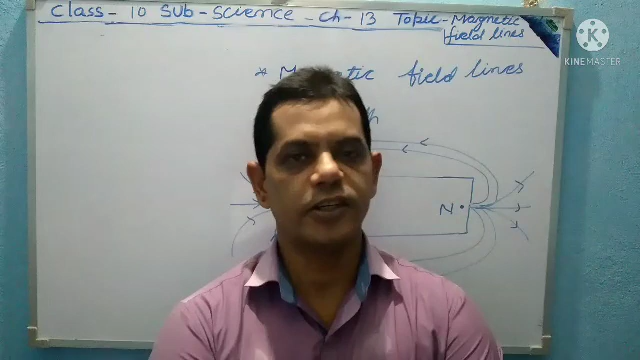 Class - 10 Sub - Science - Ch - 13 Topic - Magnetic
field lines
KINEMASTER
field lines
N